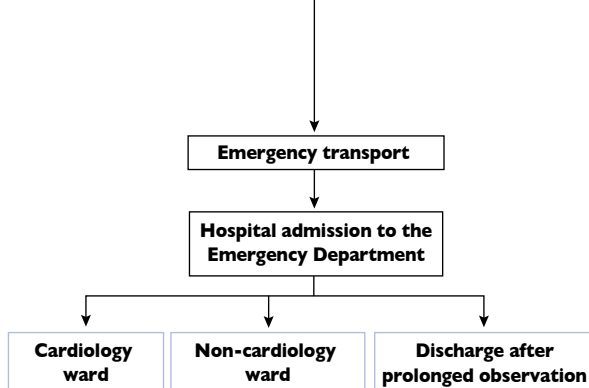 Emergency transport
Hospital admission to the
Emergency Department
Cardiology
ward
Non-cardiology
ward
Discharge after
prolonged observation